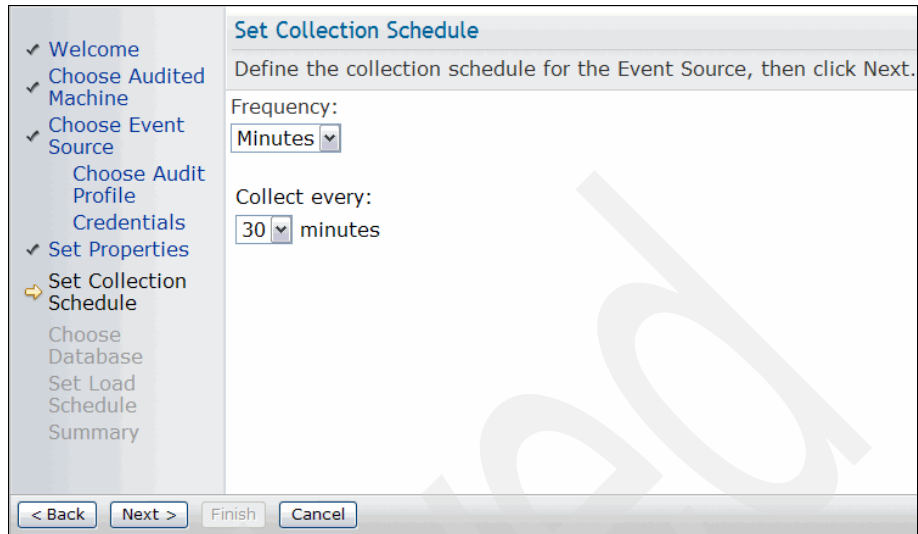 Welcome
Choose Audited
Machine
Choose Event
Source
Choose Audit
Profile
Credentials
Set Properties
Set Collection
Schedule
Choose
Database
Set Load
Schedule
Summary
Set Collection Schedule
Define the collection schedule for the Event Source, then click Next.
Frequency:
Minutes
Collect every:
30 minutes
< Back Next > Finish Cancel